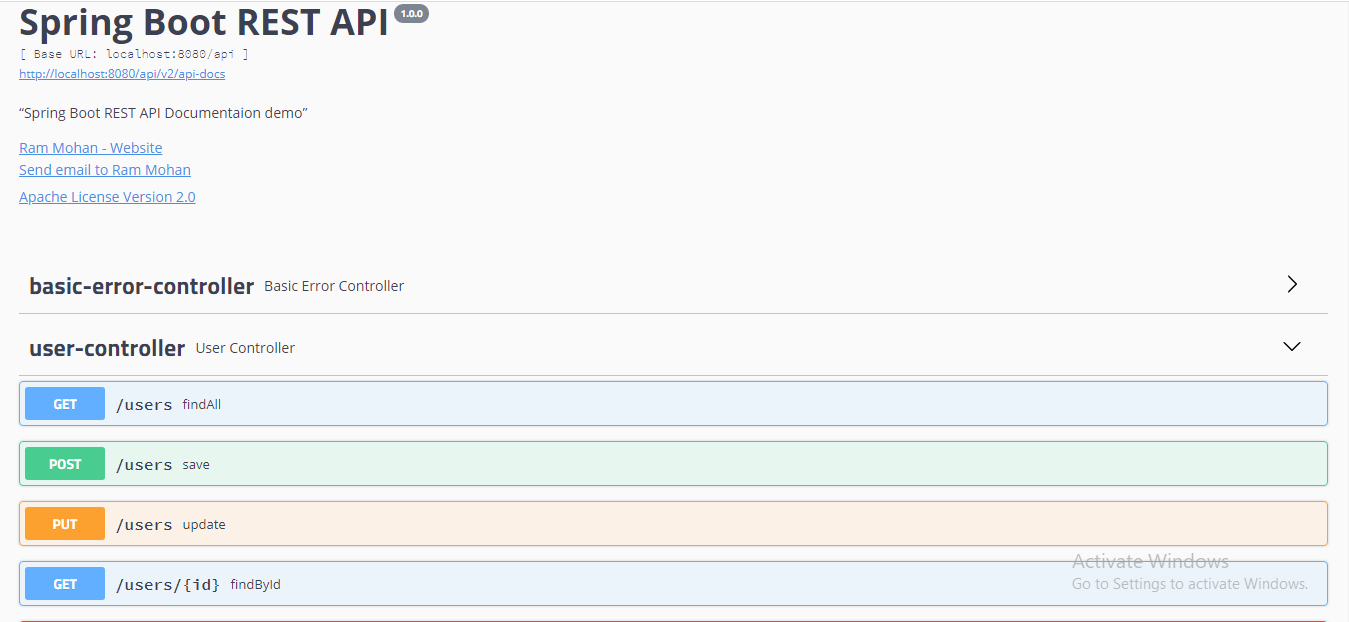 Spring Boot REST API 1.0.0
[ Base URL: localhost:8080/api ]
http://localhost:8080/api/v2/api-docs
“Spring Boot REST API Documentaion demo”
Ram Mohan - Website
Send email to Ram Mohan
Apache License Version 2.0
basic-error-controller Basic Error Controller
user-controller User Controller
GET /users findAll
POST /users save
PUT /users update
GET /users/{id} findById
Activate Windows
Go to Settings to activate Windows.